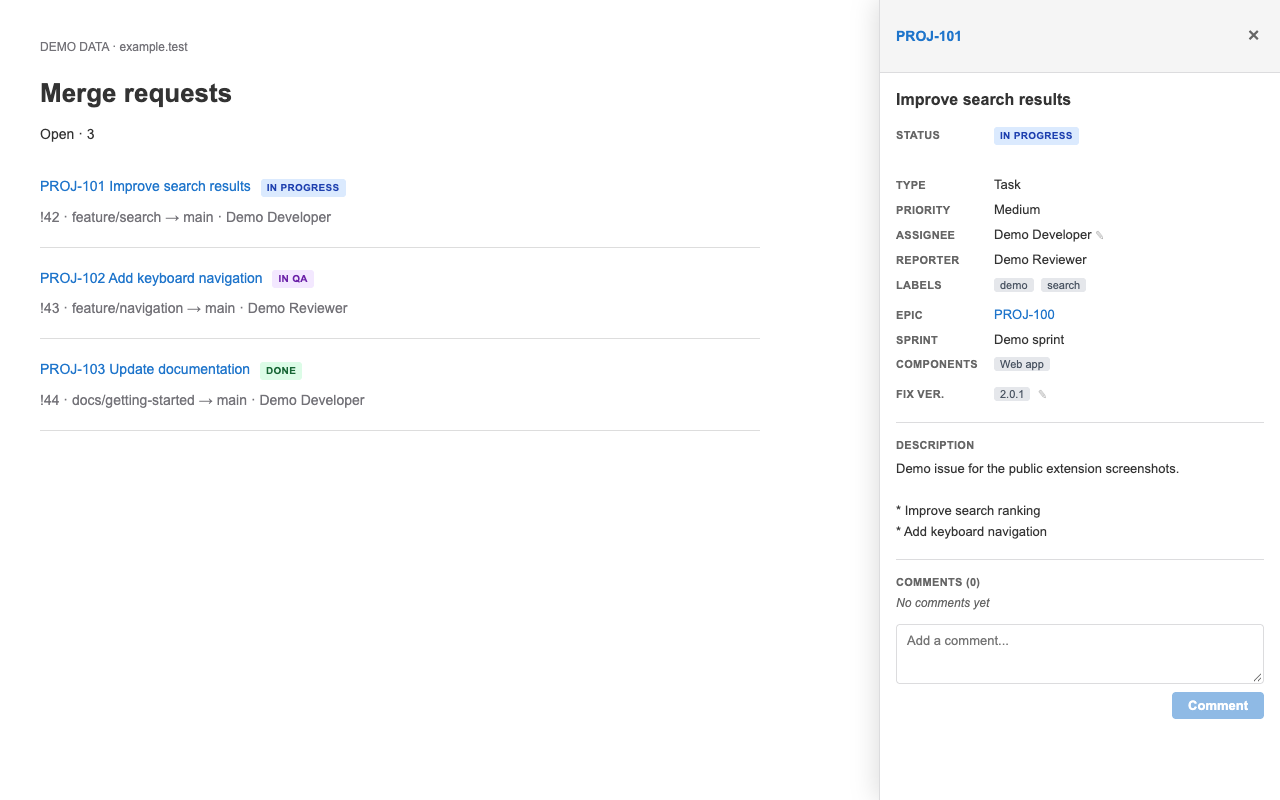 DEMO DATA · example.test
Merge requests
Open · 3
PROJ-101 Improve search results IN PROGRESS
!42 · feature/search → main · Demo Developer
PROJ-102 Add keyboard navigation IN QA
!43 · feature/navigation → main · Demo Reviewer
PROJ-103 Update documentation DONE
!44 · docs/getting-started → main · Demo Developer
PROJ-101 ×
Improve search results
STATUS IN PROGRESS
TYPE Task
PRIORITY Medium
ASSIGNEE Demo Developer
REPORTER Demo Reviewer
LABELS demo search
EPIC PROJ-100
SPRINT Demo sprint
COMPONENTS Web app
FIX VER. 2.0.1
DESCRIPTION
Demo issue for the public extension screenshots.
* Improve search ranking
* Add keyboard navigation
COMMENTS (0)
No comments yet
Add a comment...
Comment